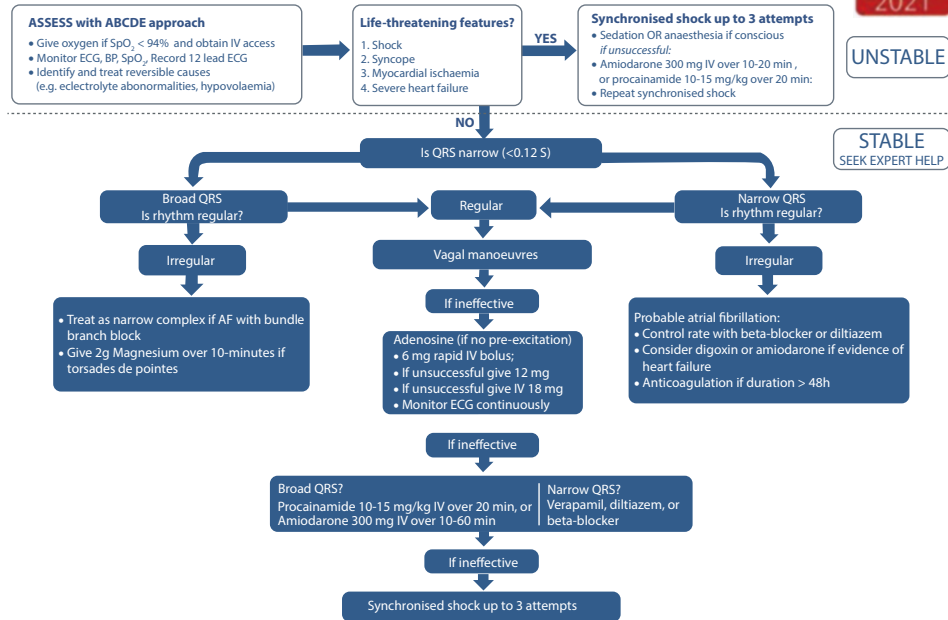 2021
ASSESS with ABCDE approach
• Give oxygen if SpO₂ < 94% and obtain IV access
• Monitor ECG, BP, SpO₂, Record 12 lead ECG
• Identify and treat reversible causes
(e.g. eclectrolyte abonormalities, hypovolaemia)
Life-threatening features?
1. Shock
2. Syncope
3. Myocardial ischaemia
4. Severe heart failure
YES
Synchronised shock up to 3 attempts
• Sedation OR anaesthesia if conscious
if unsuccessful:
• Amiodarone 300 mg IV over 10-20 min ,
or procainamide 10-15 mg/kg over 20 min:
• Repeat synchronised shock
UNSTABLE
NO
STABLE
SEEK EXPERT HELP
Is QRS narrow (<0.12 S)
Broad QRS
Is rhythm regular?
Regular
Narrow QRS
Is rhythm regular?
Irregular
Vagal manoeuvres
Irregular
If ineffective
• Treat as narrow complex if AF with bundle
branch block
• Give 2g Magnesium over 10-minutes if
torsades de pointes
Adenosine (if no pre-excitation)
• 6 mg rapid IV bolus;
• If unsuccessful give 12 mg
• If unsuccessful give IV 18 mg
• Monitor ECG continuously
Probable atrial fibrillation:
• Control rate with beta-blocker or diltiazem
• Consider digoxin or amiodarone if evidence of
heart failure
• Anticoagulation if duration > 48h
If ineffective
Broad QRS?
Procainamide 10-15 mg/kg IV over 20 min, or
Amiodarone 300 mg IV over 10-60 min
Narrow QRS?
Verapamil, diltiazem, or
beta-blocker
If ineffective
Synchronised shock up to 3 attempts